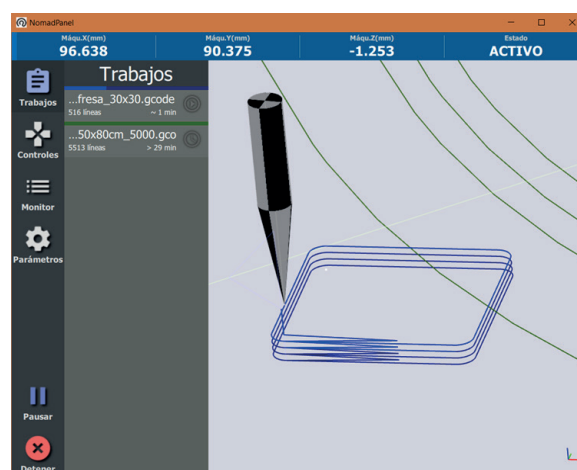 NomadPanel
Máqu.X(mm) Máqu.Y(mm) Máqu.Z(mm) Estado
96.638 90.375 -1.253 ACTIVO
Trabajos
Trabajos
...fresa_30x30.gcode
516 líneas ~ 1 min
...50x80cm_5000.gco
5513 líneas > 29 min
Controles
Monitor
Parámetros
Pausar
Detener